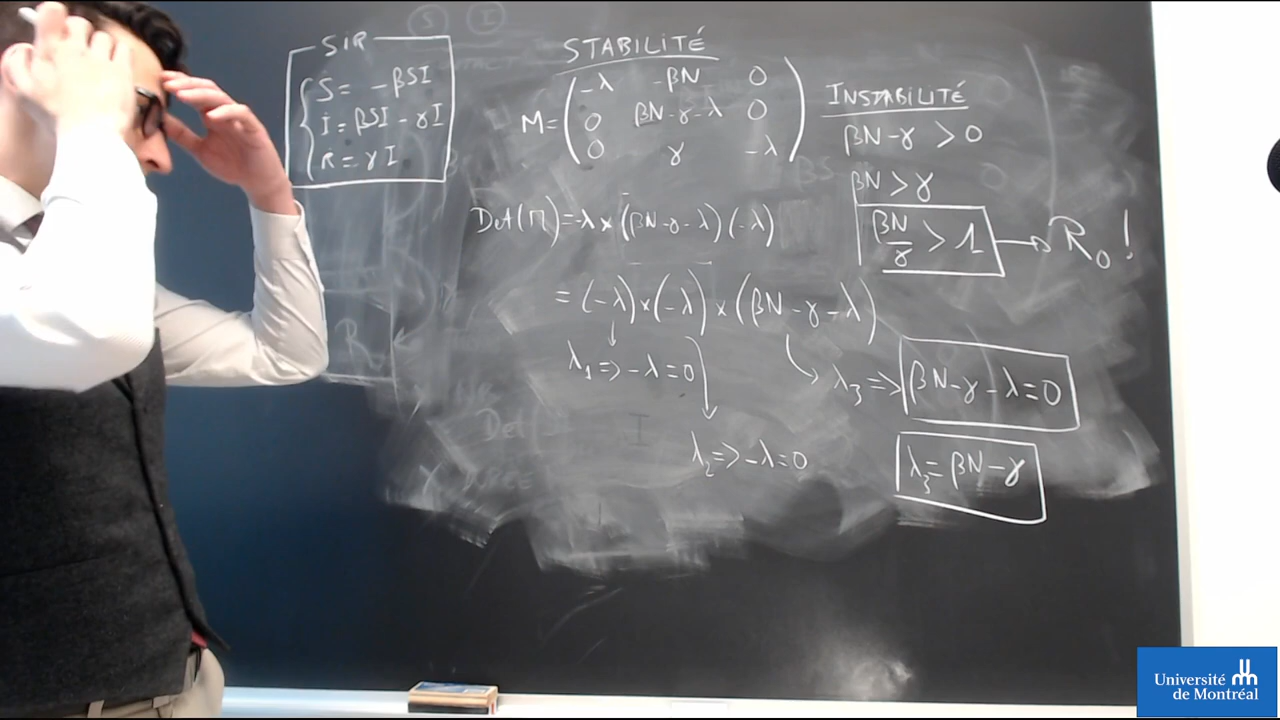 SIR
Ṡ = -βSI
İ = βSI - γI
Ṙ = γI
STABILITÉ
M= ( -λ -βN 0
0 βN-γ-λ 0
0 γ -λ )
Det(M)=-λ×(βN-γ-λ)(-λ)
= (-λ)×(-λ)×(βN-γ-λ)
λ₁=>-λ=0
λ₂=>-λ=0
λ₃=> βN-γ-λ=0
λ₃=βN-γ
INSTABILITÉ
βN-γ >0
βN>γ
βN/γ > 1 → R₀!
R
Det
Université
de Montréal